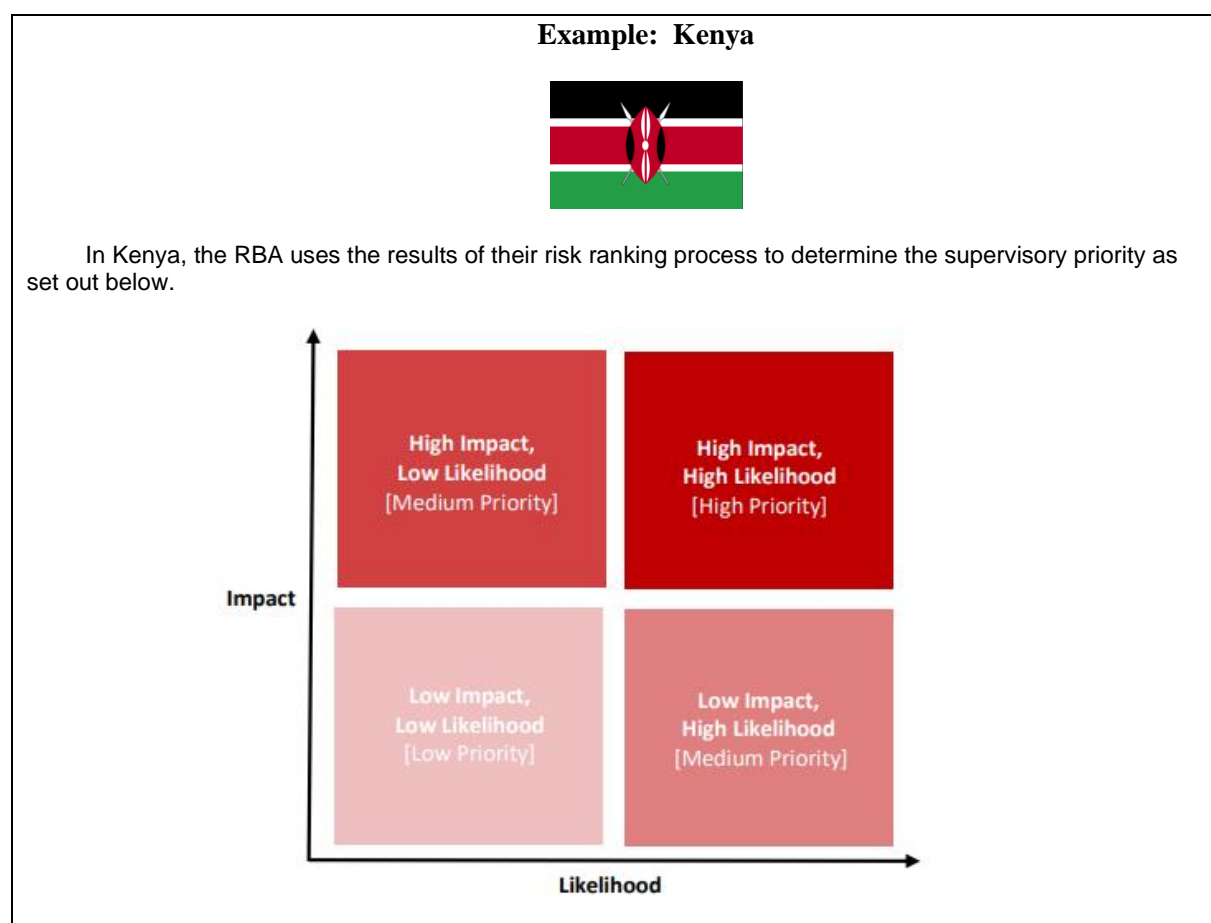 Example: Kenya
In Kenya, the RBA uses the results of their risk ranking process to determine the supervisory priority as
set out below.
High Impact,
Low Likelihood
[Medium Priority]
High Impact,
High Likelihood
[High Priority]
Impact
Low Impact,
Low Likelihood
[Low Priority]
Low Impact,
High Likelihood
[Medium Priority]
Likelihood